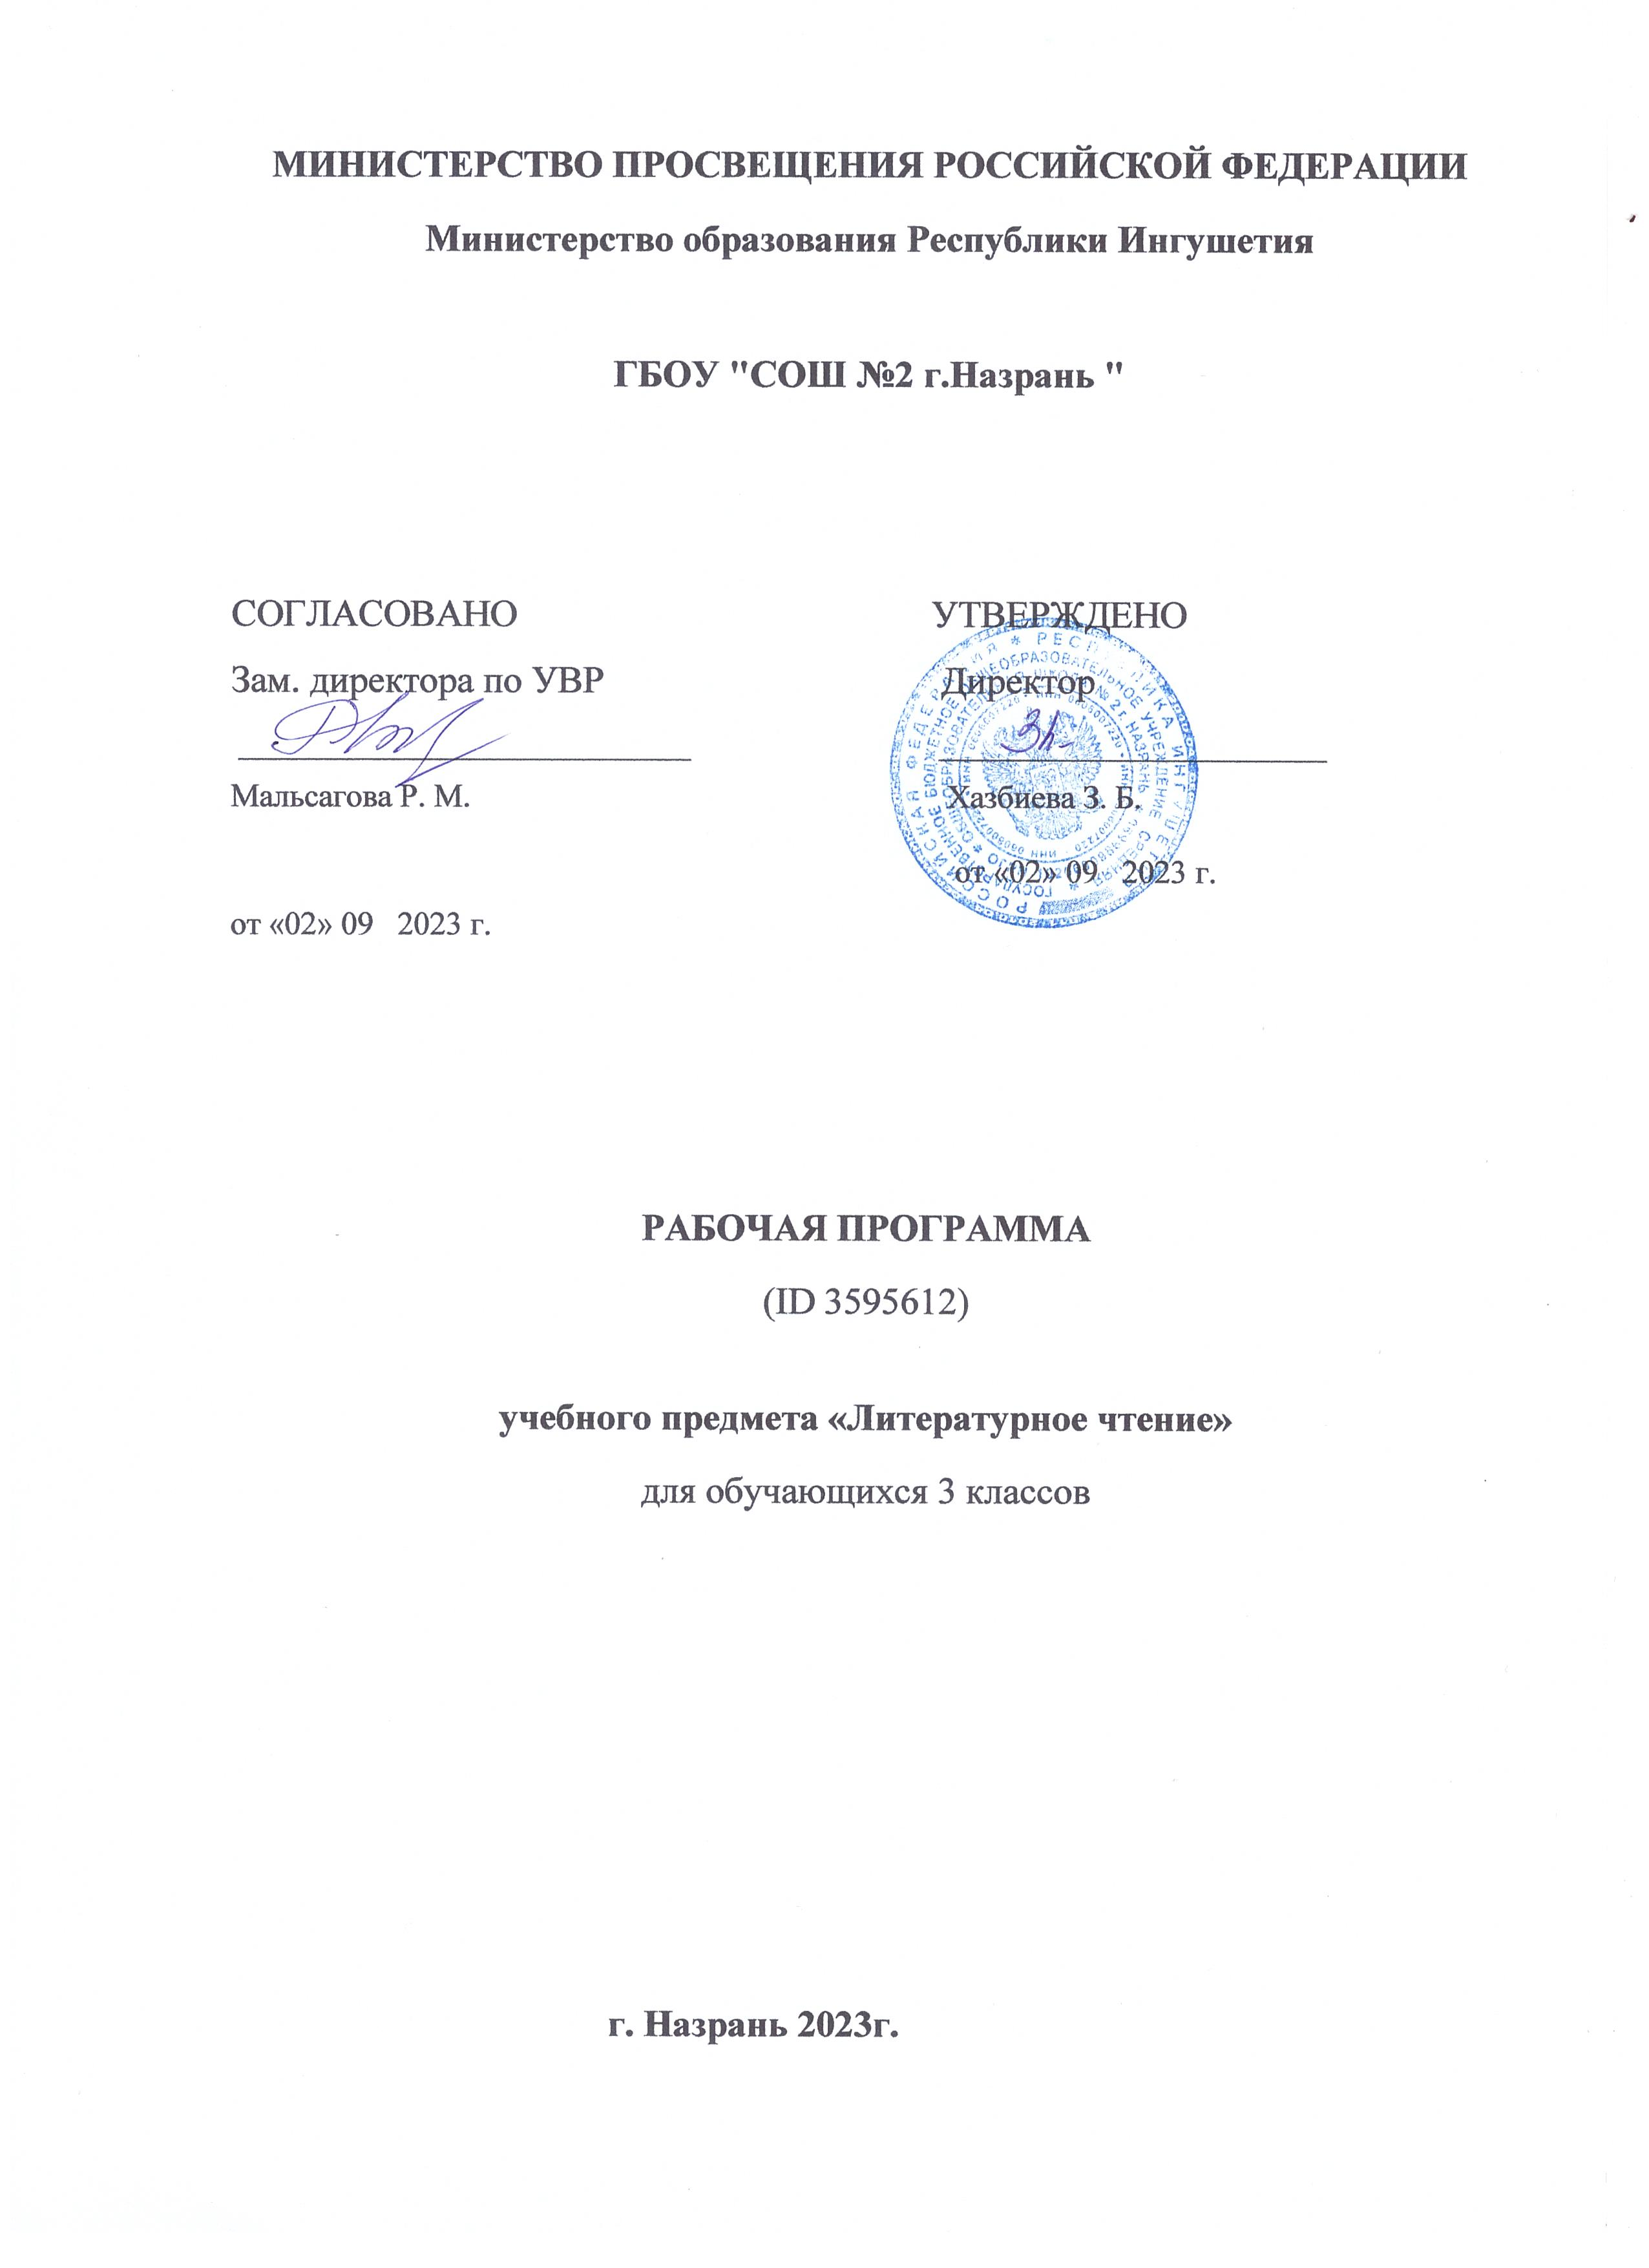 МИНИСТЕРСТВО ПРОСВЕЩЕНИЯ РОССИЙСКОЙ ФЕДЕРАЦИИ
Министерство образования Республики Ингушетия
ГБОУ "СОШ №2 г.Назрань "
СОГЛАСОВАНО
Зам. директора по УВР
Мальсагова Р. М.
от «02» 09 2023 г.
УТВЕРЖДЕНО
Директор
Хазбиева З. Б.
от «02» 09 2023 г.
РАБОЧАЯ ПРОГРАММА
(ID 3595612)
учебного предмета «Литературное чтение»
для обучающихся 3 классов
г. Назрань 2023г.